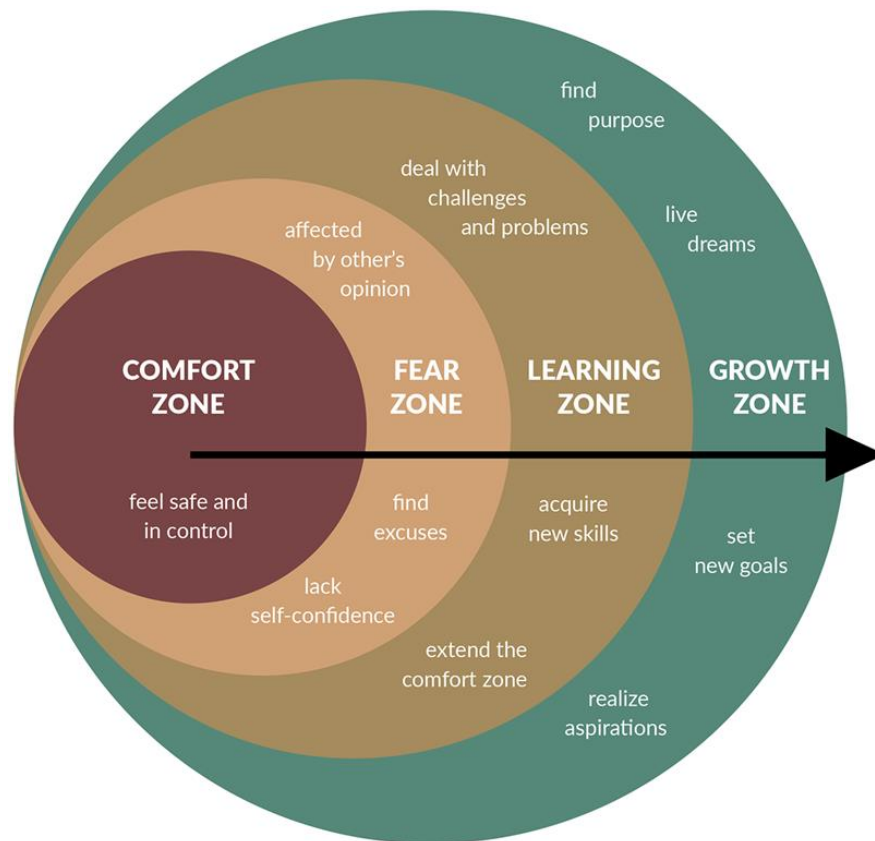 find
purpose
deal with
challenges
and problems
live
dreams
affected
by other's
opinion
COMFORT
ZONE
FEAR
ZONE
LEARNING
ZONE
GROWTH
ZONE
feel safe and
in control
find
excuses
acquire
new skills
set
new goals
lack
self-confidence
extend the
comfort zone
realize
aspirations